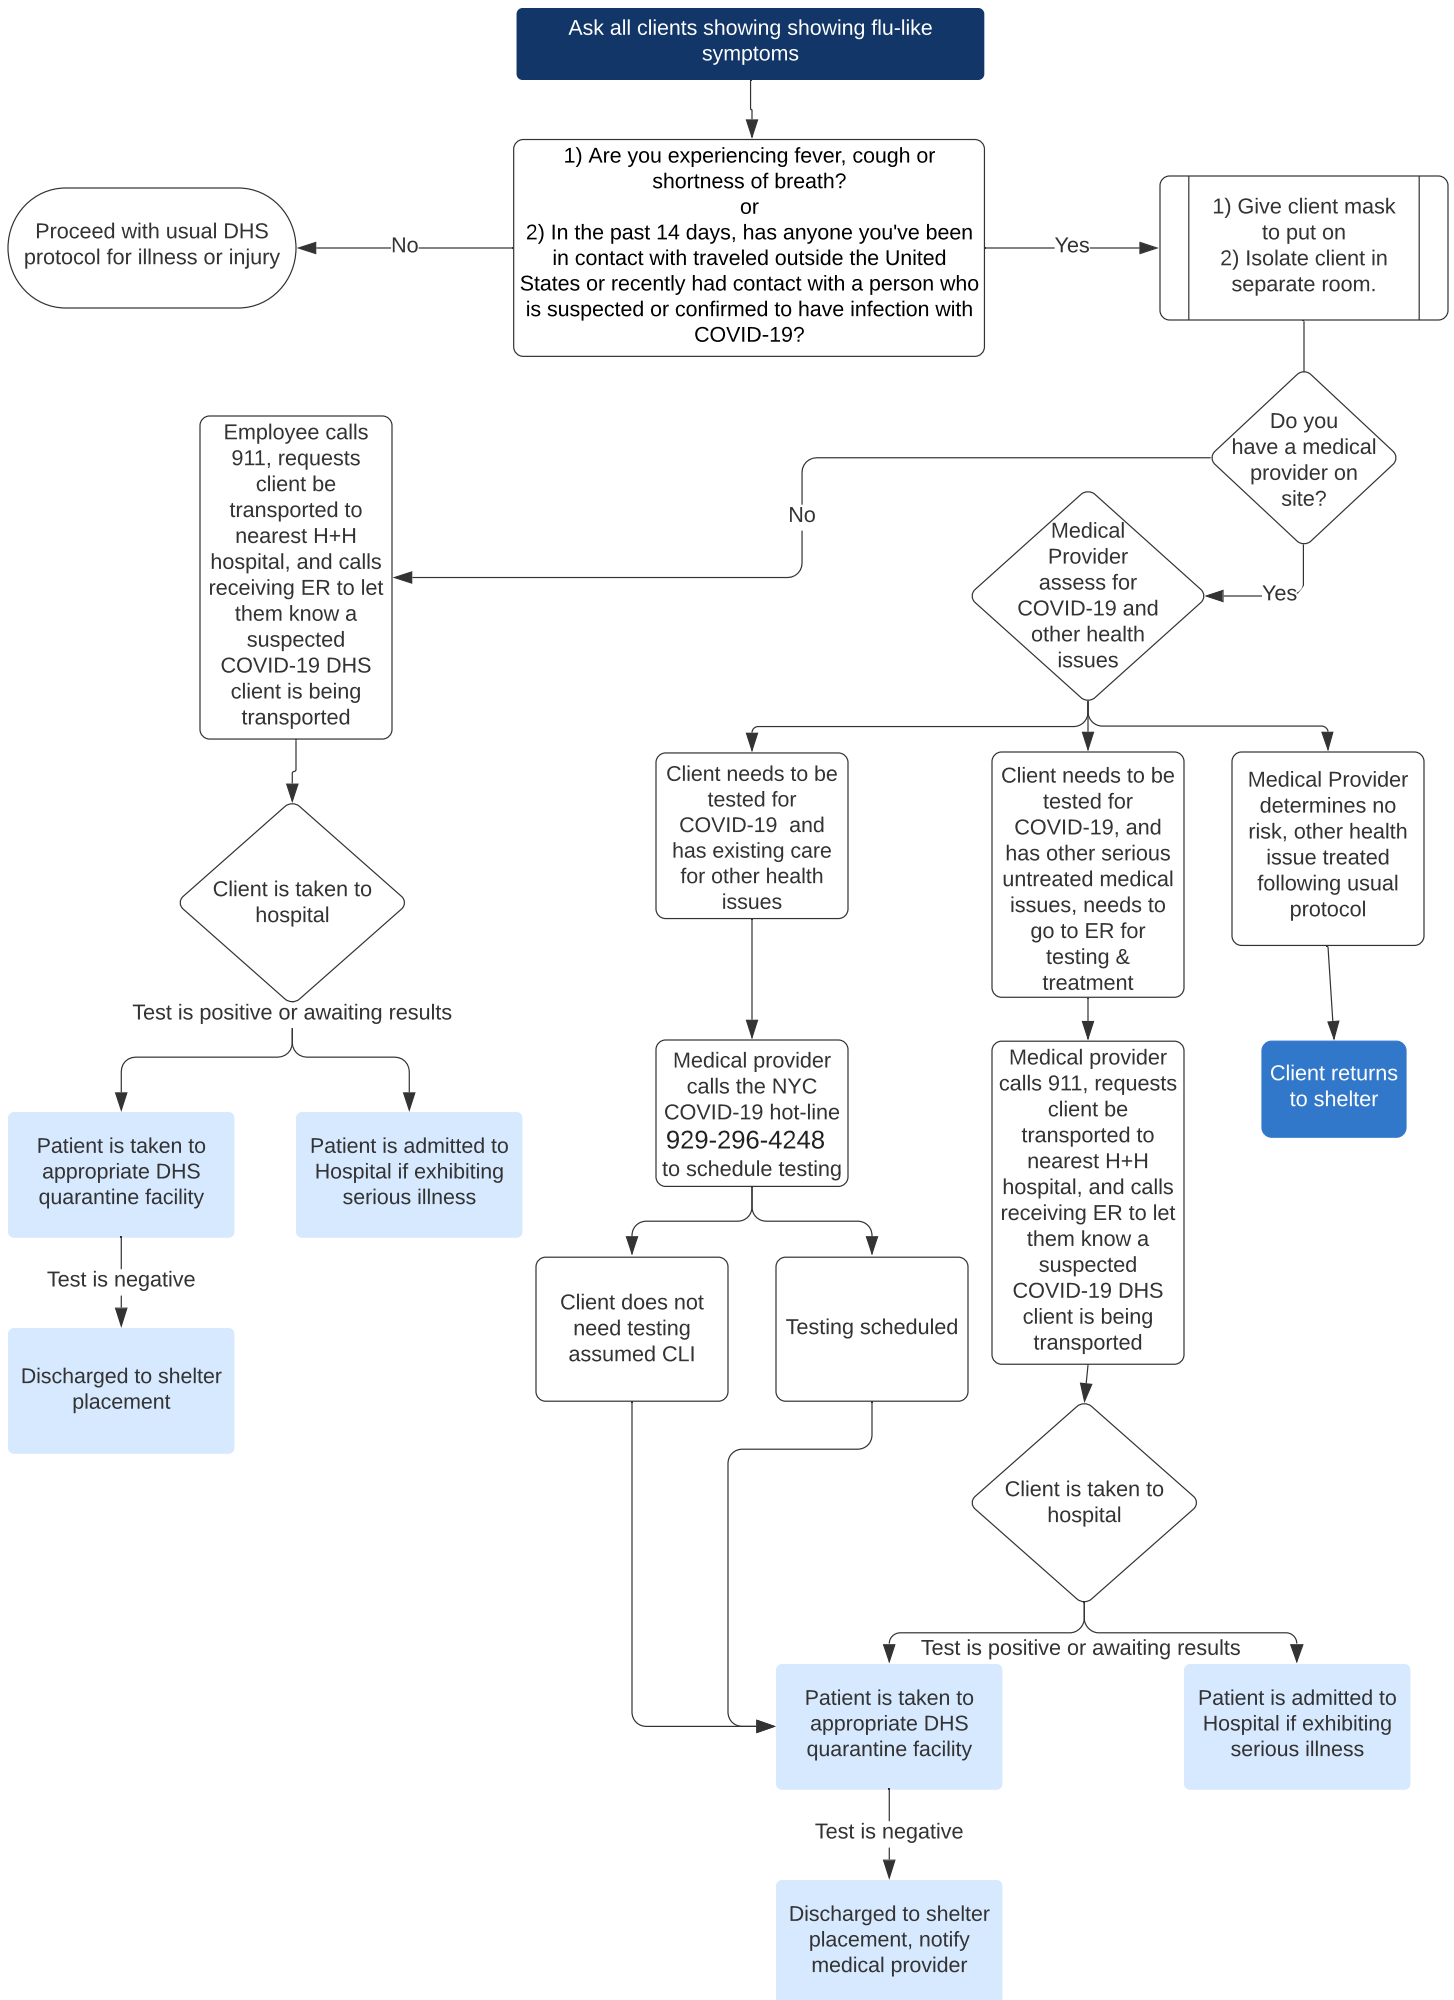 Ask all clients showing showing flu-like
symptoms
1) Are you experiencing fever, cough or
shortness of breath?
or
2) In the past 14 days, has anyone you've been
in contact with traveled outside the United
States or recently had contact with a person who
is suspected or confirmed to have infection with
COVID-19?
No
Proceed with usual DHS
protocol for illness or injury
Yes
1) Give client mask
to put on
2) Isolate client in
separate room.
Do you
have a medical
provider on
site?
No
Yes
Employee calls
911, requests
client be
transported to
nearest H+H
hospital, and calls
receiving ER to let
them know a
suspected
COVID-19 DHS
client is being
transported
Client is taken to
hospital
Test is positive or awaiting results
Patient is taken to
appropriate DHS
quarantine facility
Patient is admitted to
Hospital if exhibiting
serious illness
Test is negative
Discharged to shelter
placement
Medical
Provider
assess for
COVID-19 and
other health
issues
Client needs to be
tested for
COVID-19  and
has existing care
for other health
issues
Medical provider
calls the NYC
COVID-19 hot-line
929-296-4248
to schedule testing
Client does not
need testing
assumed CLI
Testing scheduled
Client needs to be
tested for
COVID-19, and
has other serious
untreated medical
issues, needs to
go to ER for
testing &
treatment
Medical provider
calls 911, requests
client be
transported to
nearest H+H
hospital, and calls
receiving ER to let
them know a
suspected
COVID-19 DHS
client is being
transported
Medical Provider
determines no
risk, other health
issue treated
following usual
protocol
Client returns
to shelter
Client is taken to
hospital
Test is positive or awaiting results
Patient is taken to
appropriate DHS
quarantine facility
Patient is admitted to
Hospital if exhibiting
serious illness
Test is negative
Discharged to shelter
placement, notify
medical provider